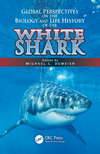 GLOBAL PERSPECTIVES
ON THE
BIOLOGY AND LIFE HISTORY
OF THE
WHITE
SHARK
Edited by
MICHAEL L. DOMEIER
CRC Press